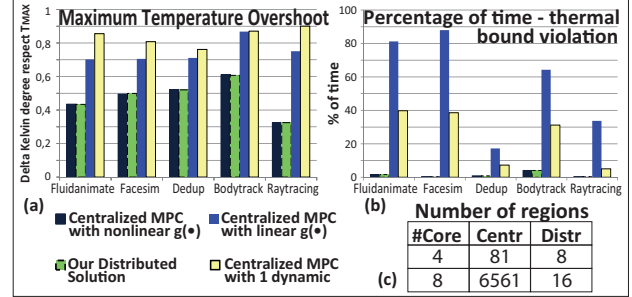 Maximum Temperature Overshoot
Delta Kelvin degree respect TMAX
1
0,8
0,6
0,4
0,2
0
Fluidanimate Facesim Dedup Bodytrack Raytracing
(a)
Percentage of time - thermal
bound violation
% of time
100
80
60
40
20
0
Fluidanimate Facesim Dedup Bodytrack Raytracing
(b)
Centralized MPC
with nonlinear g(•)
Centralized MPC
with linear g(•)
Our Distributed
Solution
Centralized MPC
with 1 dynamic
Number of regions
#Core Centr Distr
4 81 8
8 6561 16
(c)